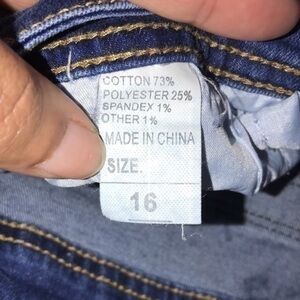 COTTON 73%
POLYESTER 25%
SPANDEX 1%
OTHER 1%
MADE IN CHINA
SIZE.
16